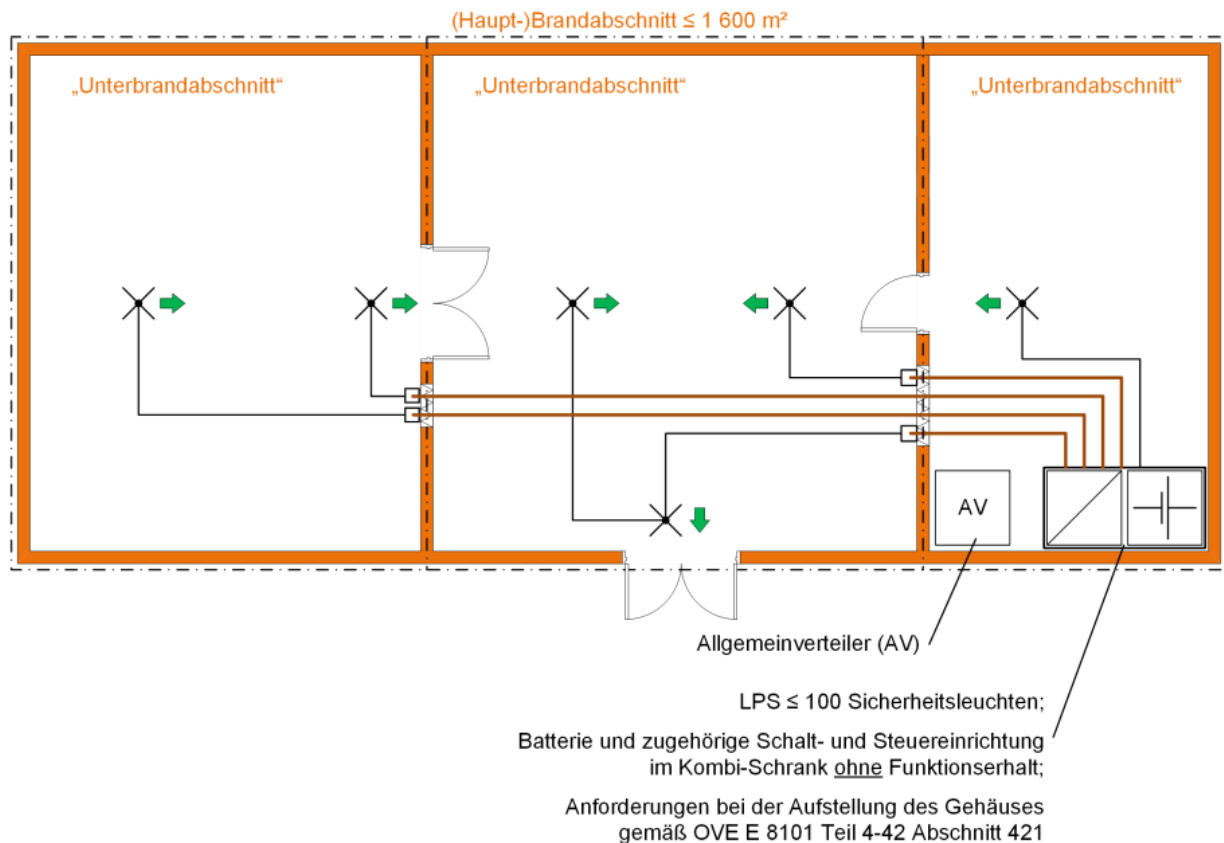 (Haupt-)Brandabschnitt ≤ 1 600 m²
„Unterbrandabschnitt“
„Unterbrandabschnitt“
„Unterbrandabschnitt“
AV
Allgemeinverteiler (AV)
LPS ≤ 100 Sicherheitsleuchten;
Batterie und zugehörige Schalt- und Steuereinrichtung
im Kombi-Schrank ohne Funktionserhalt;
Anforderungen bei der Aufstellung des Gehäuses
gemäß OVE E 8101 Teil 4-42 Abschnitt 421